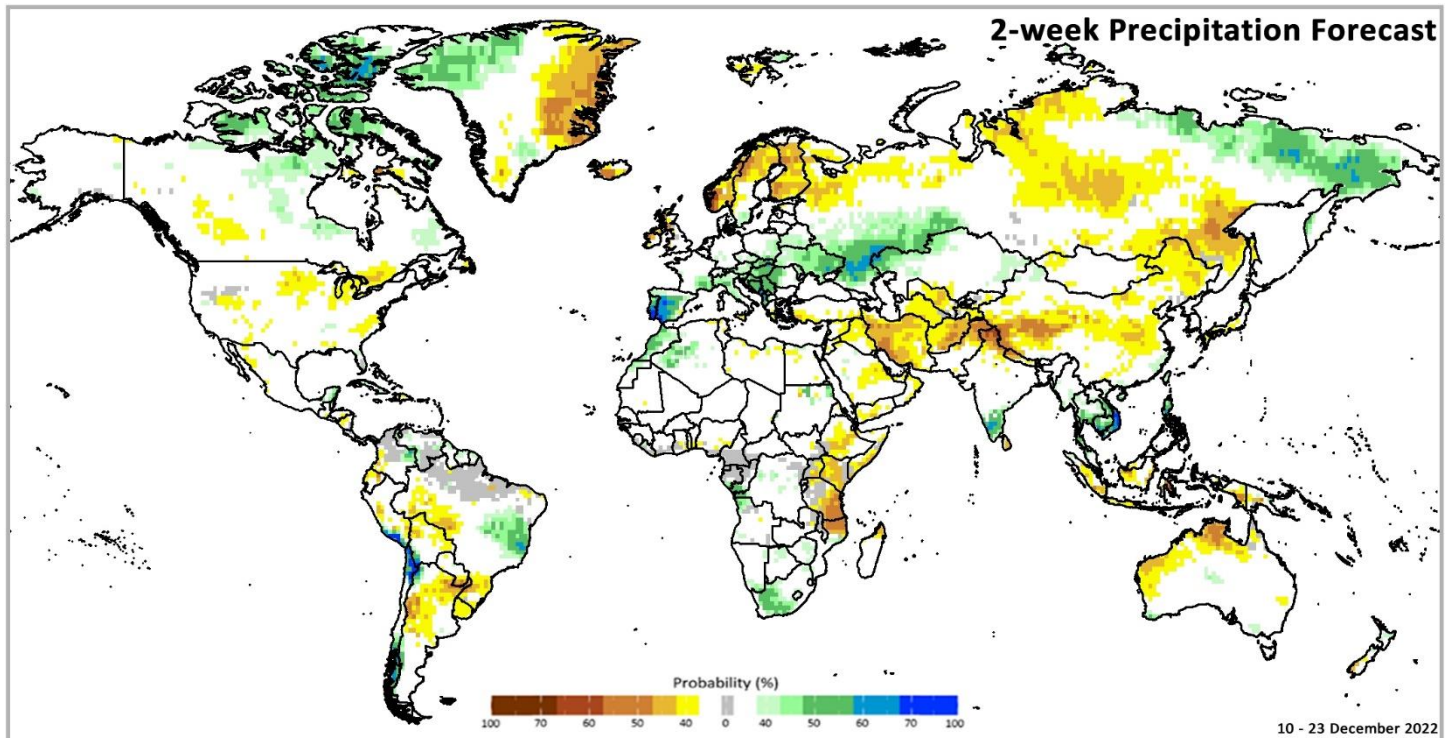 2-week Precipitation Forecast
Probability (%)
100 70 60 50 40 0 40 50 60 70 100
10 - 23 December 2022